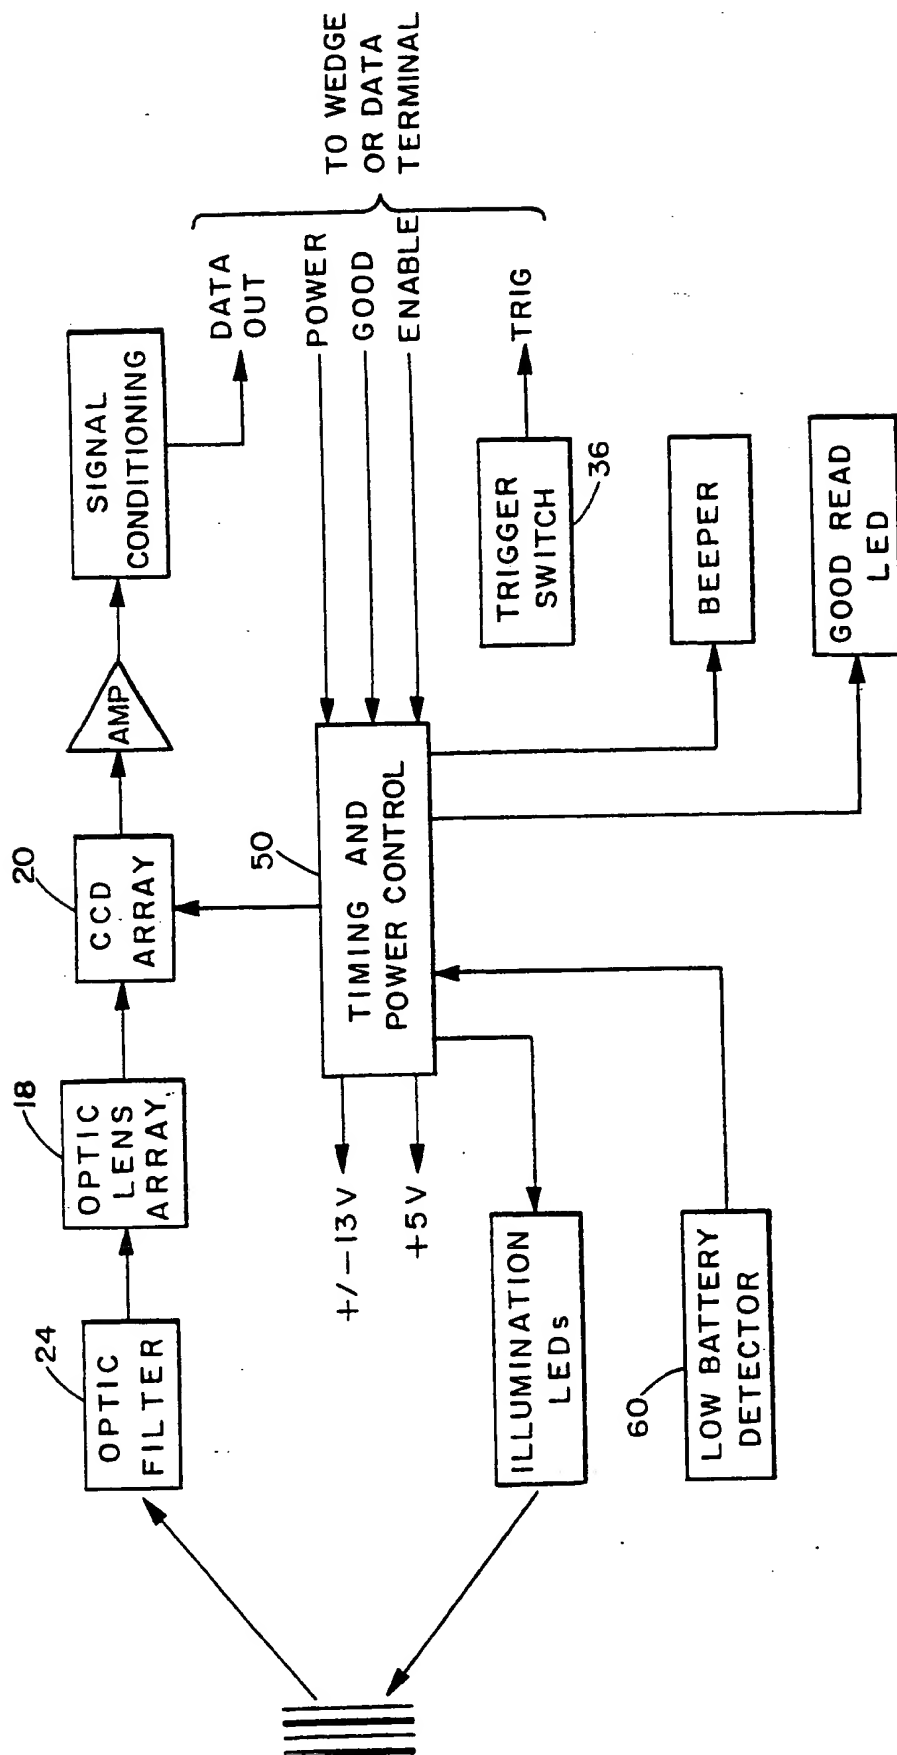 24
OPTIC
FILTER
18
OPTIC
LENS
ARRAY
20
CCD
ARRAY
AMP
SIGNAL
CONDITIONING
DATA
OUT
POWER
GOOD
ENABLE
TO WEDGE
OR DATA
TERMINAL
+/-13V
+5V
50
TIMING AND
POWER CONTROL
TRIGGER
SWITCH
36
TRIG
ILLUMINATION
LEDs
BEEPER
60
LOW BATTERY
DETECTOR
GOOD READ
LED